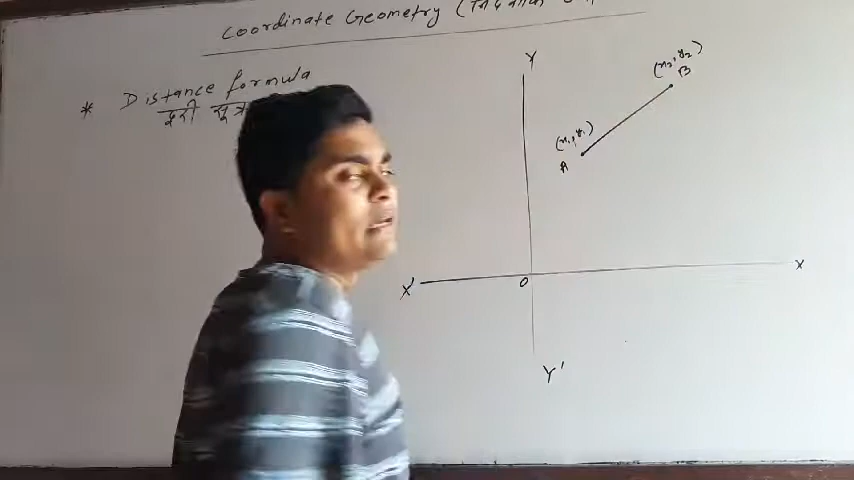 Coordinate Geometry (
* Distance formula
दूरी सूत्र
Y
(x₂, y₂)
B
(x₁, y₁)
A
X' O X
Y'